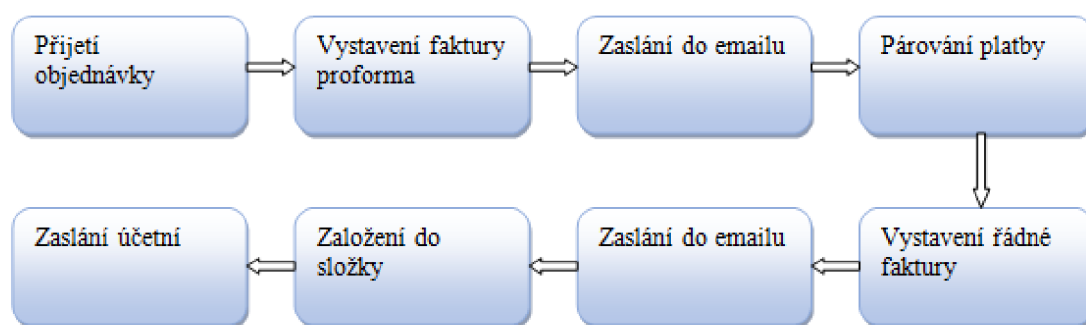 Přijetí
objednávky
Vystavení faktury
proforma
Zaslání do emailu
Párování platby
Vystavení řádné
faktury
Zaslání do emailu
Založení do
složky
Zaslání účetní